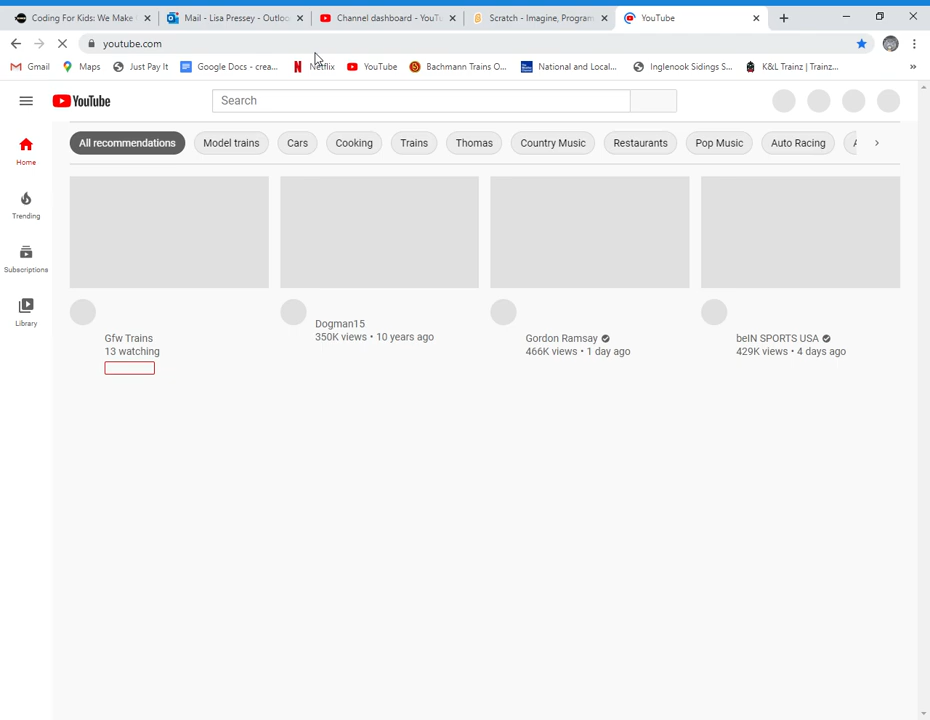 Coding For Kids: We Make Mail - Lisa Pressey - Outlo Channel dashboard - YouT Scratch - Imagine, Program YouTube
youtube.com
Gmail Maps Just Pay It Google Docs - crea... Netflix YouTube Bachmann Trains O... National and Local... Inglenook Sidings S... K&L Trainz | Trainz...
YouTube Search
All recommendations Model trains Cars Cooking Trains Thomas Country Music Restaurants Pop Music Auto Racing
Home
Trending
Subscriptions
Library
Gfw Trains
13 watching
Dogman15
350K views • 10 years ago
Gordon Ramsay
466K views • 1 day ago
beIN SPORTS USA
429K views • 4 days ago